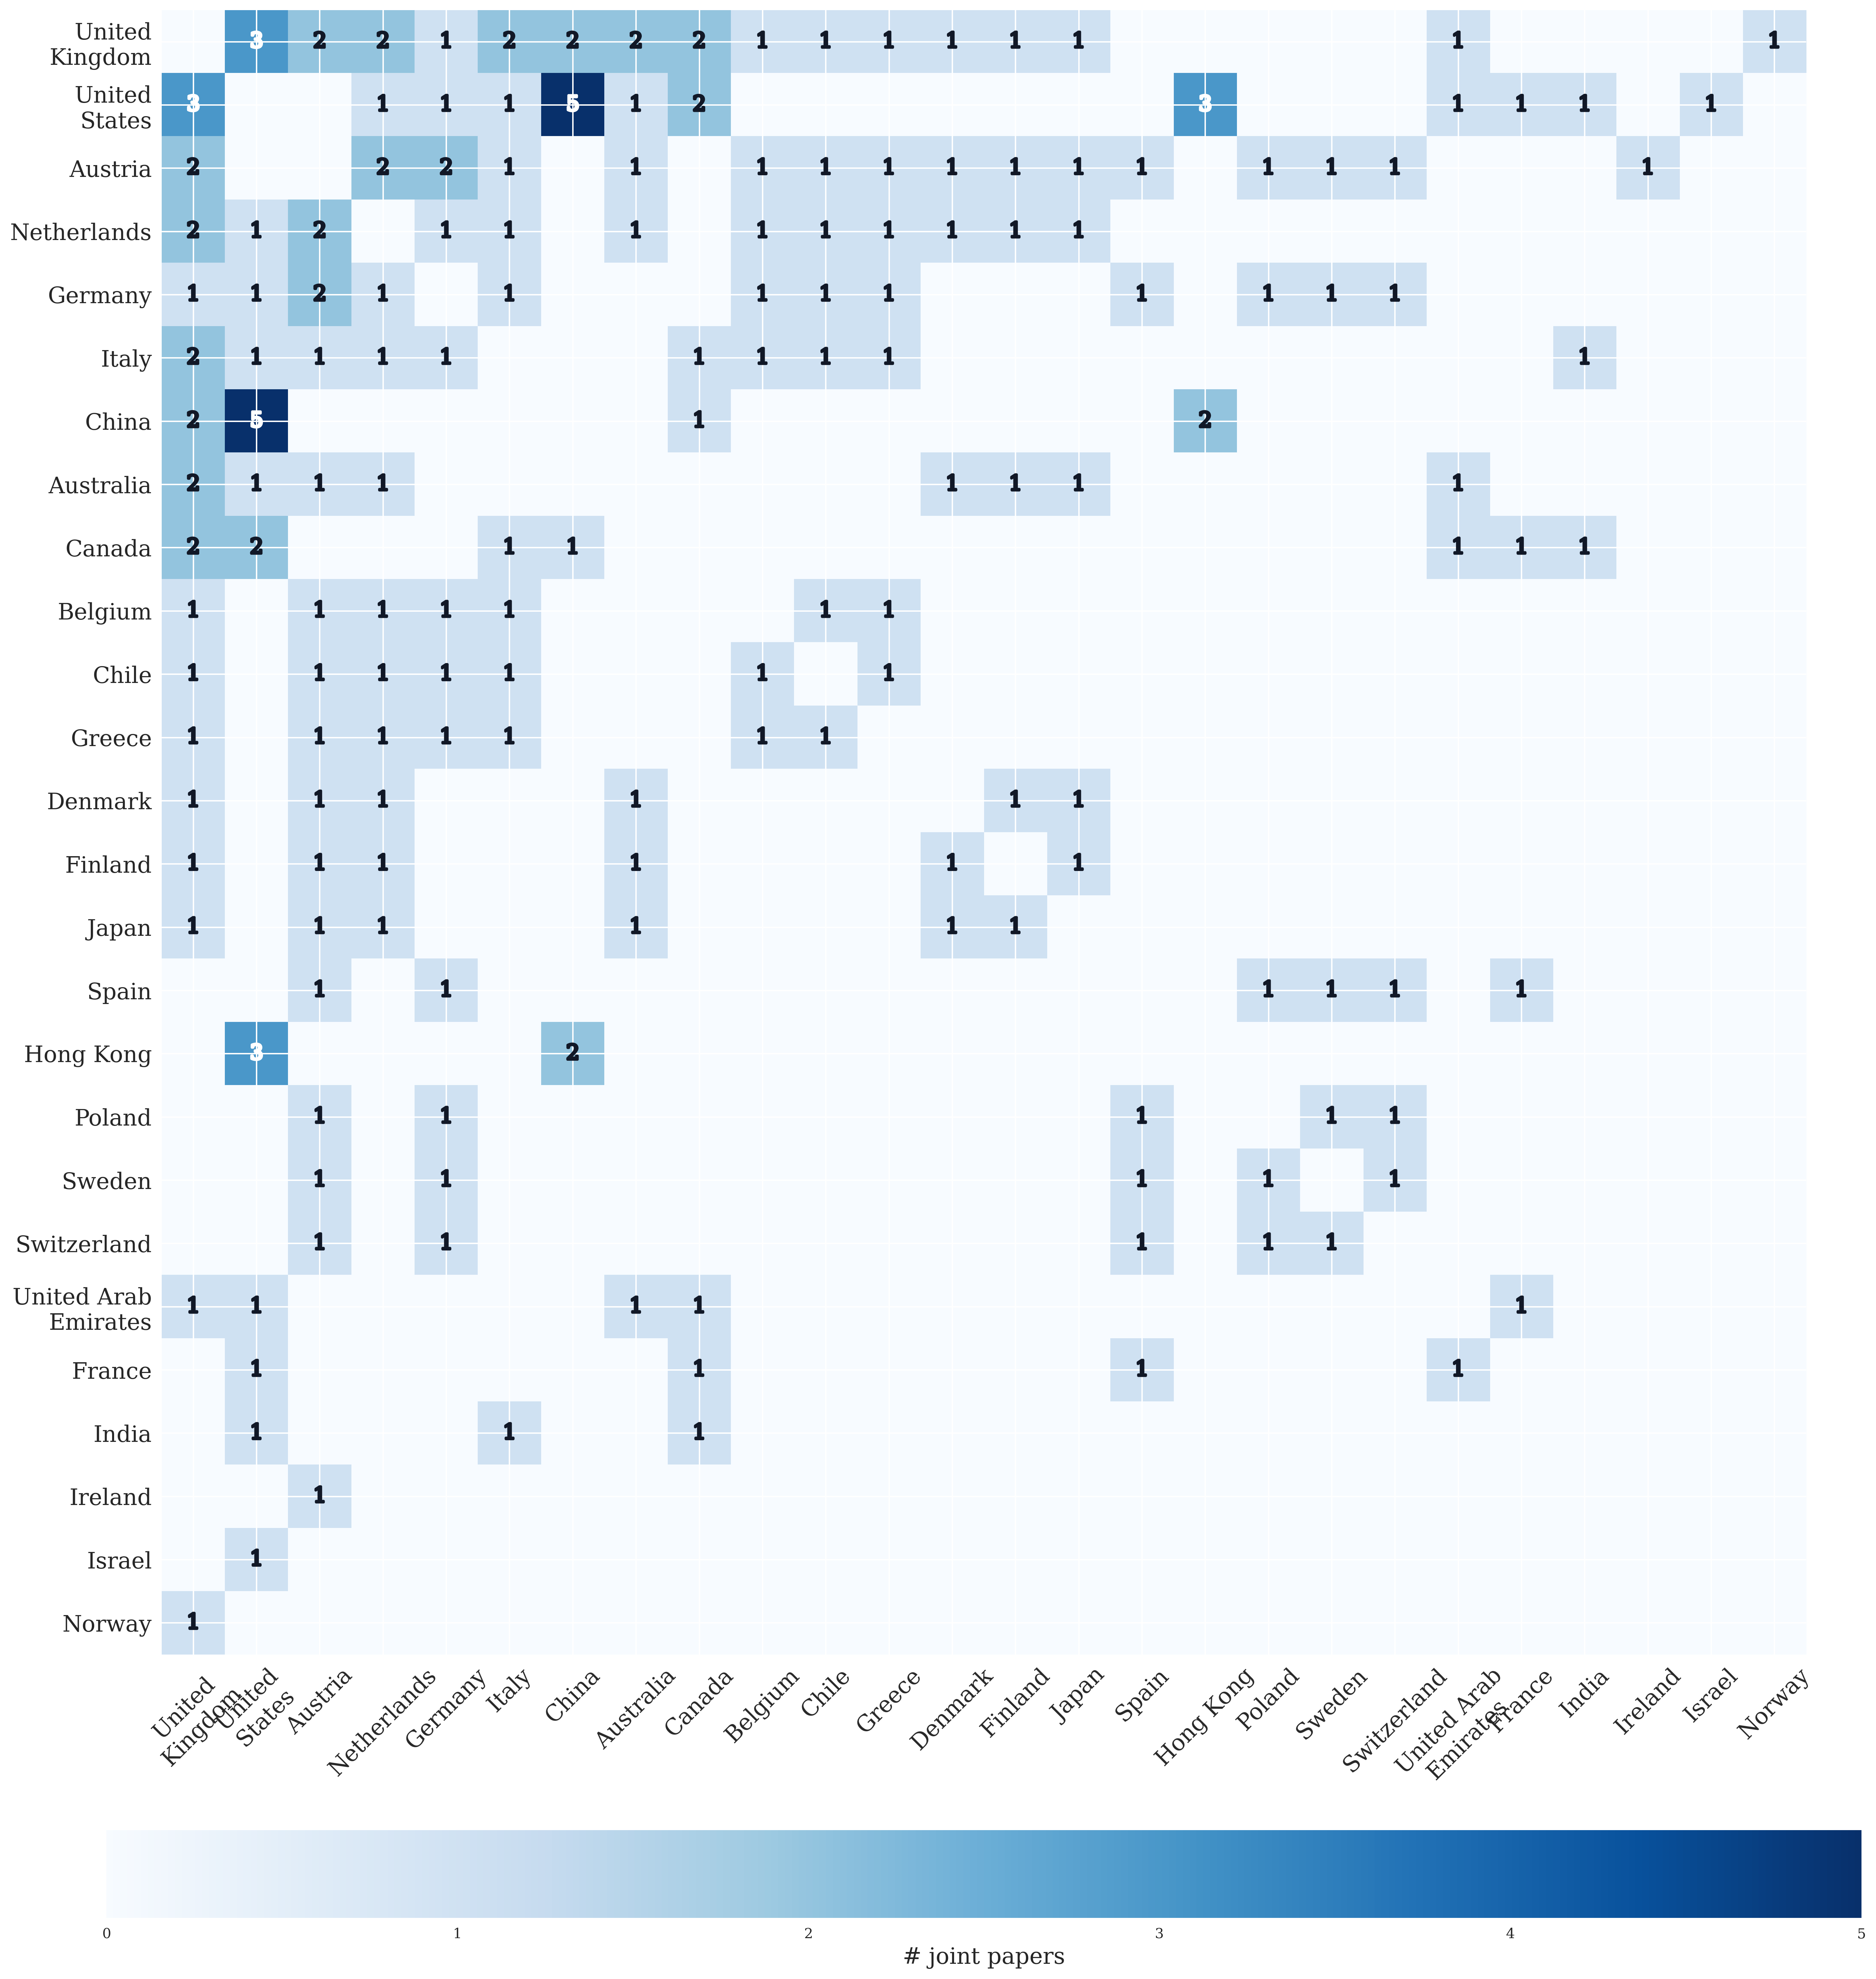 United
Kingdom
3 2 2 1 2 2 2 2 1 1 1 1 1 1 1 1
United
States
3 1 1 1 5 1 2 3 1 1 1 1
Austria 2 2 2 1 1 1 1 1 1 1 1 1 1 1 1 1
Netherlands 2 1 2 1 1 1 1 1 1 1 1 1
Germany 1 1 2 1 1 1 1 1 1 1 1 1
Italy 2 1 1 1 1 1 1 1 1 1
China 2 5 1 2
Australia 2 1 1 1 1 1 1 1
Canada 2 2 1 1 1 1 1
Belgium 1 1 1 1 1 1 1
Chile 1 1 1 1 1 1 1
Greece 1 1 1 1 1 1 1
Denmark 1 1 1 1 1 1
Finland 1 1 1 1 1 1
Japan 1 1 1 1 1 1
Spain 1 1 1 1 1 1
Hong Kong 3 2
Poland 1 1 1 1 1
Sweden 1 1 1 1 1
Switzerland 1 1 1 1 1
United Arab
Emirates
1 1 1 1 1
France 1 1 1 1
India 1 1 1
Ireland 1
Israel 1
Norway 1
United
Kingdom
United
States
Austria
Netherlands
Germany
Italy
China
Australia
Canada
Belgium
Chile
Greece
Denmark
Finland
Japan
Spain
Hong Kong
Poland
Sweden
Switzerland
United Arab
Emirates
France
India
Ireland
Israel
Norway
0 1 2 3 4 5
# joint papers